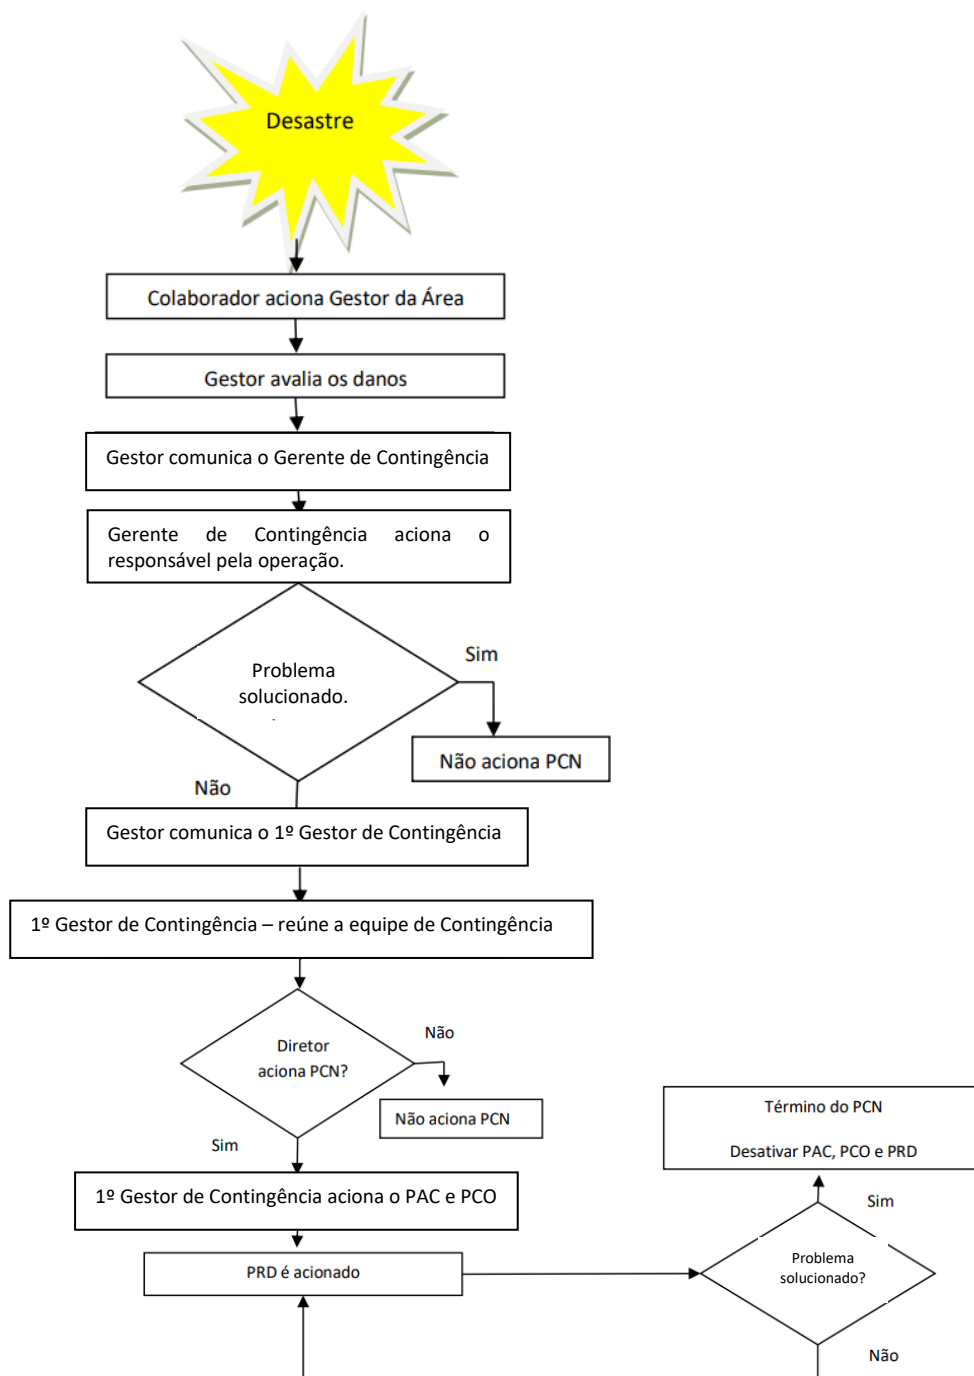 Desastre
Colaborador aciona Gestor da Área
Gestor avalia os danos
Gestor comunica o Gerente de Contingência
Gerente de Contingência aciona o
responsável pela operação.
Problema
solucionado.
Sim
Não aciona PCN
Não
Gestor comunica o 1º Gestor de Contingência
1º Gestor de Contingência – reúne a equipe de Contingência
Diretor
aciona PCN?
Não
Não aciona PCN
Sim
1º Gestor de Contingência aciona o PAC e PCO
PRD é acionado
Término do PCN
Desativar PAC, PCO e PRD
Sim
Problema
solucionado?
Não